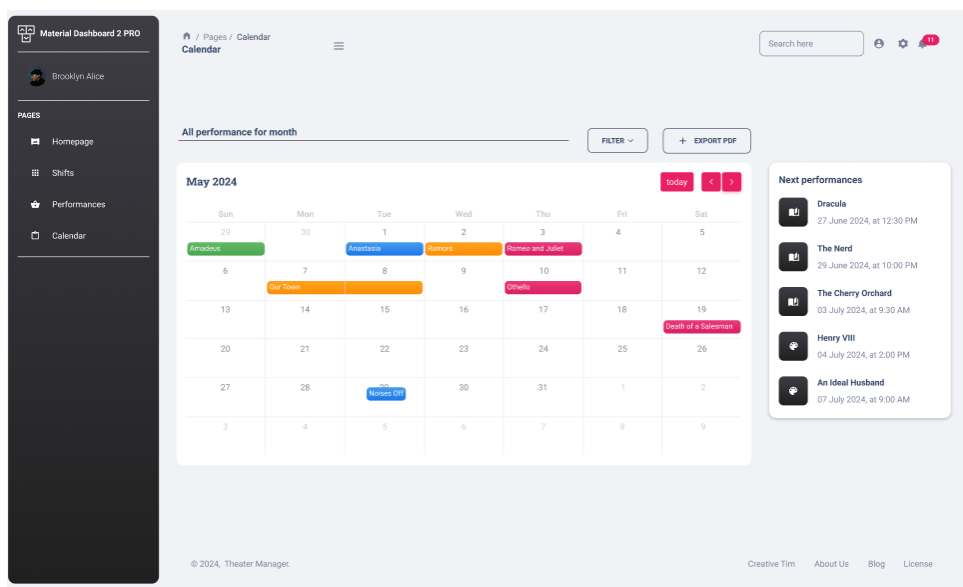 Material Dashboard 2 PRO
Brooklyn Alice
PAGES
Homepage
Shifts
Performances
Calendar
/ Pages / Calendar
Calendar
Search here
11
All performance for month
FILTER
+ EXPORT PDF
May 2024
today < >
Sun Mon Tue Wed Thu Fri Sat
29 30 1 2 3 4 5
Amadeus Anastasia Rumors Romeo and Juliet
6 7 8 9 10 11 12
Our Town Othello
13 14 15 16 17 18 19
Death of a Salesman
20 21 22 23 24 25 26
27 28 29 30 31 1 2
Noises Off
3 4 5 6 7 8 9
Next performances
Dracula
27 June 2024, at 12:30 PM
The Nerd
29 June 2024, at 10:00 PM
The Cherry Orchard
03 July 2024, at 9:30 AM
Henry VIII
04 July 2024, at 2:00 PM
An Ideal Husband
07 July 2024, at 9:00 AM
© 2024, Theater Manager.
Creative Tim About Us Blog License